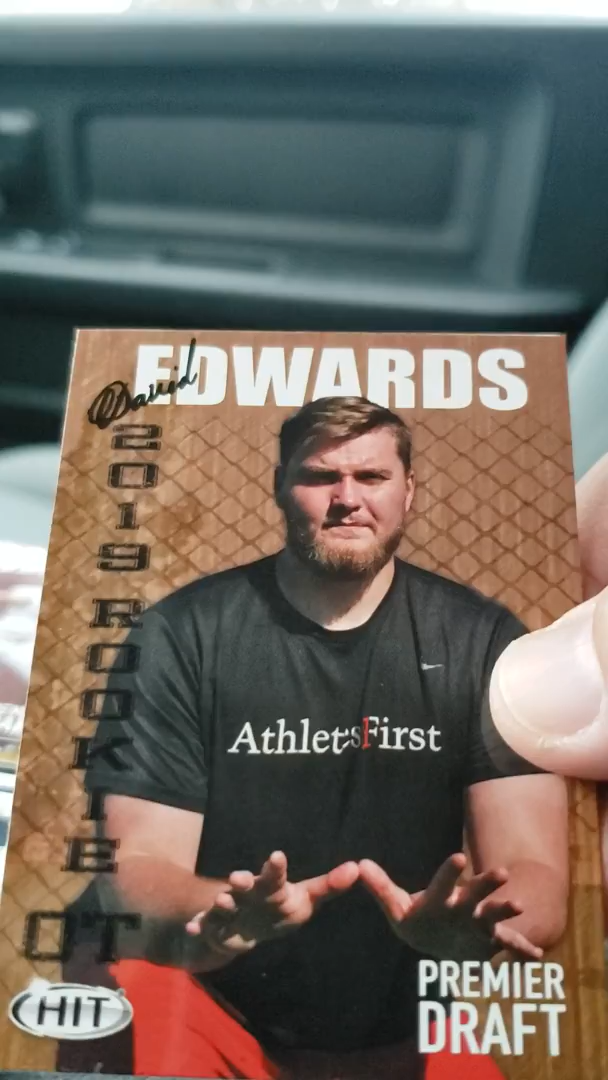 David
EDWARDS
2019 ROOKIE OT
AthletesFirst
HIT
PREMIER
DRAFT